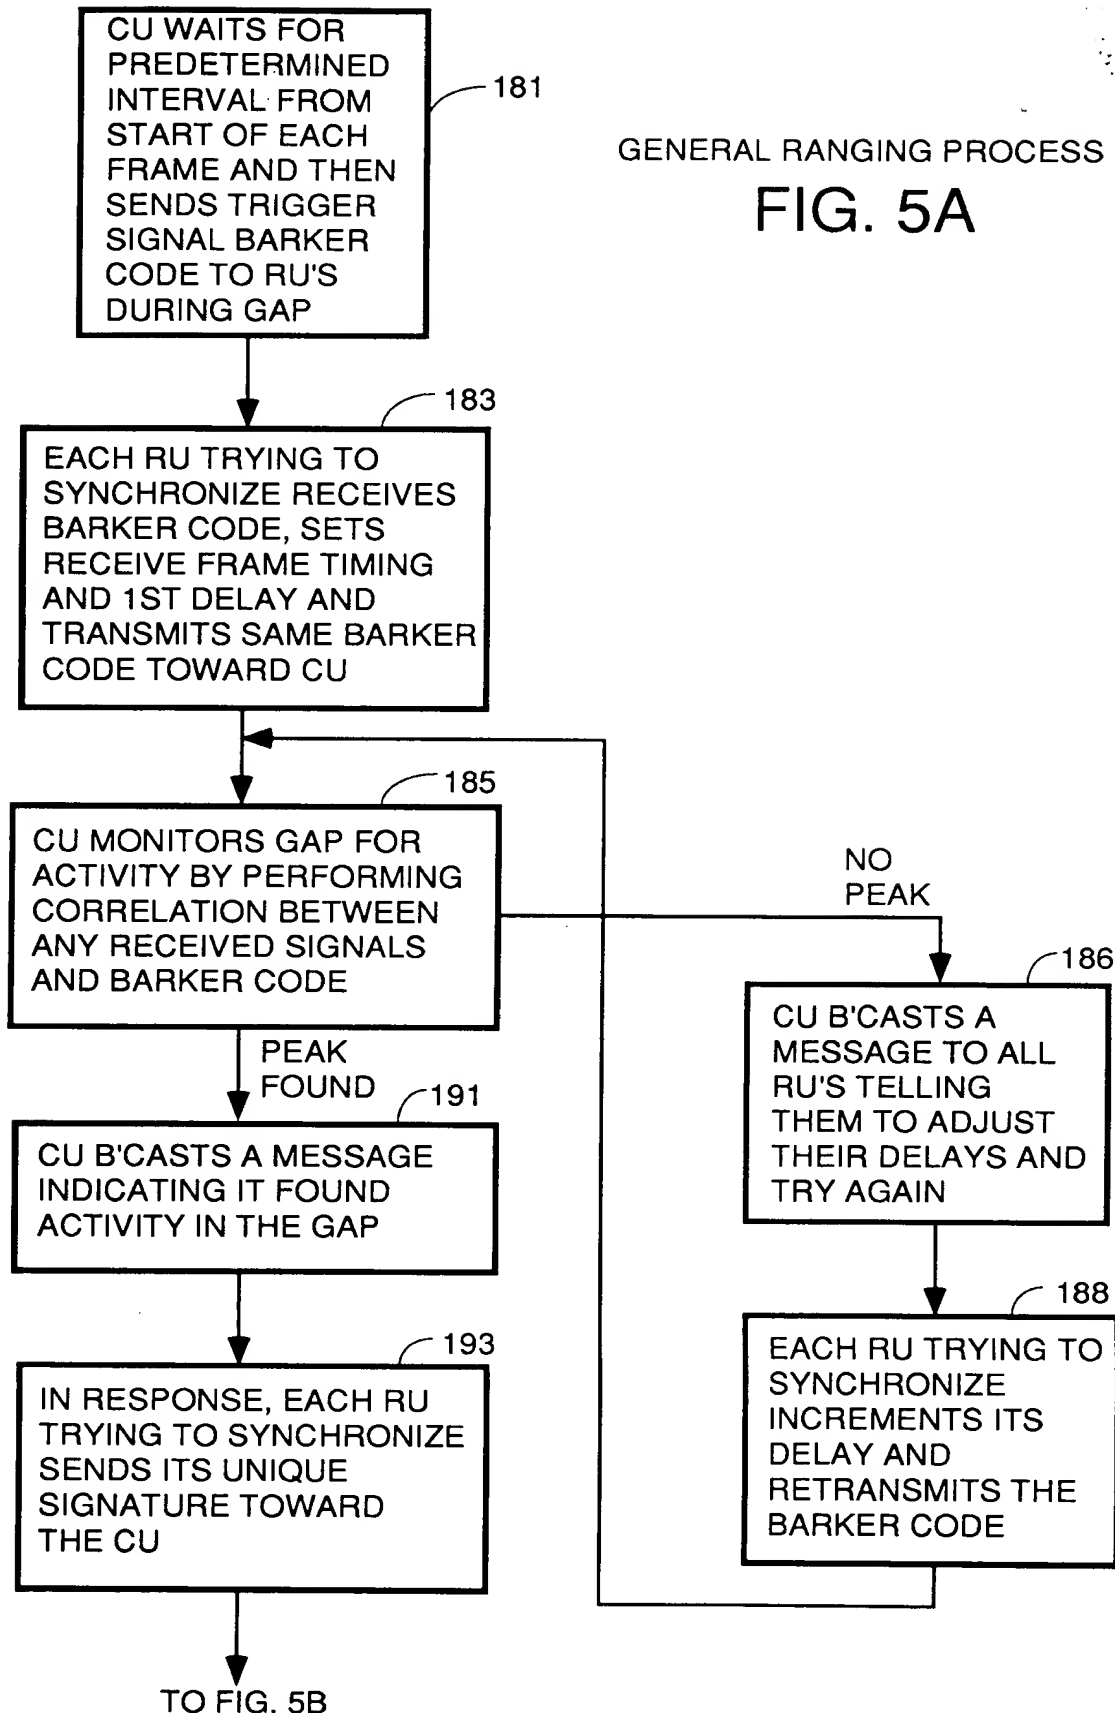 CU WAITS FOR
PREDETERMINED
INTERVAL FROM
START OF EACH
FRAME AND THEN
SENDS TRIGGER
SIGNAL BARKER
CODE TO RU'S
DURING GAP
181
GENERAL RANGING PROCESS
FIG. 5A
183
EACH RU TRYING TO
SYNCHRONIZE RECEIVES
BARKER CODE, SETS
RECEIVE FRAME TIMING
AND 1ST DELAY AND
TRANSMITS SAME BARKER
CODE TOWARD CU
185
CU MONITORS GAP FOR
ACTIVITY BY PERFORMING
CORRELATION BETWEEN
ANY RECEIVED SIGNALS
AND BARKER CODE
NO
PEAK
186
CU B'CASTS A
MESSAGE TO ALL
RU'S TELLING
THEM TO ADJUST
THEIR DELAYS AND
TRY AGAIN
PEAK
FOUND
191
CU B'CASTS A MESSAGE
INDICATING IT FOUND
ACTIVITY IN THE GAP
188
EACH RU TRYING TO
SYNCHRONIZE
INCREMENTS ITS
DELAY AND
RETRANSMITS THE
BARKER CODE
193
IN RESPONSE, EACH RU
TRYING TO SYNCHRONIZE
SENDS ITS UNIQUE
SIGNATURE TOWARD
THE CU
TO FIG. 5B